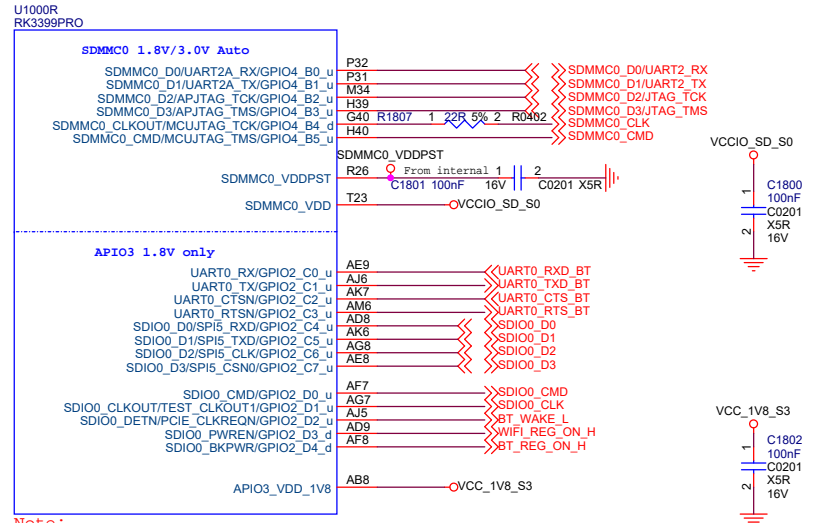 U1000R
RK3399PRO
SDMMC0 1.8V/3.0V Auto
SDMMC0_D0/UART2A_RX/GPIO4_B0_u P32 SDMMC0_D0/UART2_RX
SDMMC0_D1/UART2A_TX/GPIO4_B1_u P31 SDMMC0_D1/UART2_TX
SDMMC0_D2/APJTAG_TCK/GPIO4_B2_u M34 SDMMC0_D2/JTAG_TCK
SDMMC0_D3/APJTAG_TMS/GPIO4_B3_u H39 SDMMC0_D3/JTAG_TMS
SDMMC0_CLKOUT/MCUJTAG_TCK/GPIO4_B4_d G40 R1807 1 22R 5% 2 R0402 SDMMC0_CLK
SDMMC0_CMD/MCUJTAG_TMS/GPIO4_B5_u H40 SDMMC0_CMD
SDMMC0_VDDPST
SDMMC0_VDDPST R26 From internal 1 2
C1801 100nF 16V C0201 X5R
SDMMC0_VDD T23 VCCIO_SD_S0
VCCIO_SD_S0
1
C1800
100nF
C0201
X5R
16V
2
APIO3 1.8V only
UART0_RX/GPIO2_C0_u AE9 UART0_RXD_BT
UART0_TX/GPIO2_C1_u AJ6 UART0_TXD_BT
UART0_CTSN/GPIO2_C2_u AK7 UART0_CTS_BT
UART0_RTSN/GPIO2_C3_u AM6 UART0_RTS_BT
SDIO0_D0/SPI5_RXD/GPIO2_C4_u AD8 SDIO0_D0
SDIO0_D1/SPI5_TXD/GPIO2_C5_u AK6 SDIO0_D1
SDIO0_D2/SPI5_CLK/GPIO2_C6_u AG8 SDIO0_D2
SDIO0_D3/SPI5_CSN0/GPIO2_C7_u AE8 SDIO0_D3
SDIO0_CMD/GPIO2_D0_u AF7 SDIO0_CMD
SDIO0_CLKOUT/TEST_CLKOUT1/GPIO2_D1_u AG7 SDIO0_CLK
SDIO0_DETN/PCIE_CLKREQN/GPIO2_D2_u AJ5 BT_WAKE_L
SDIO0_PWREN/GPIO2_D3_d AD9 WIFI_REG_ON_H
SDIO0_BKPWR/GPIO2_D4_d AF8 BT_REG_ON_H
APIO3_VDD_1V8 AB8 VCC_1V8_S3
VCC_1V8_S3
1
C1802
100nF
C0201
X5R
16V
2
Note: